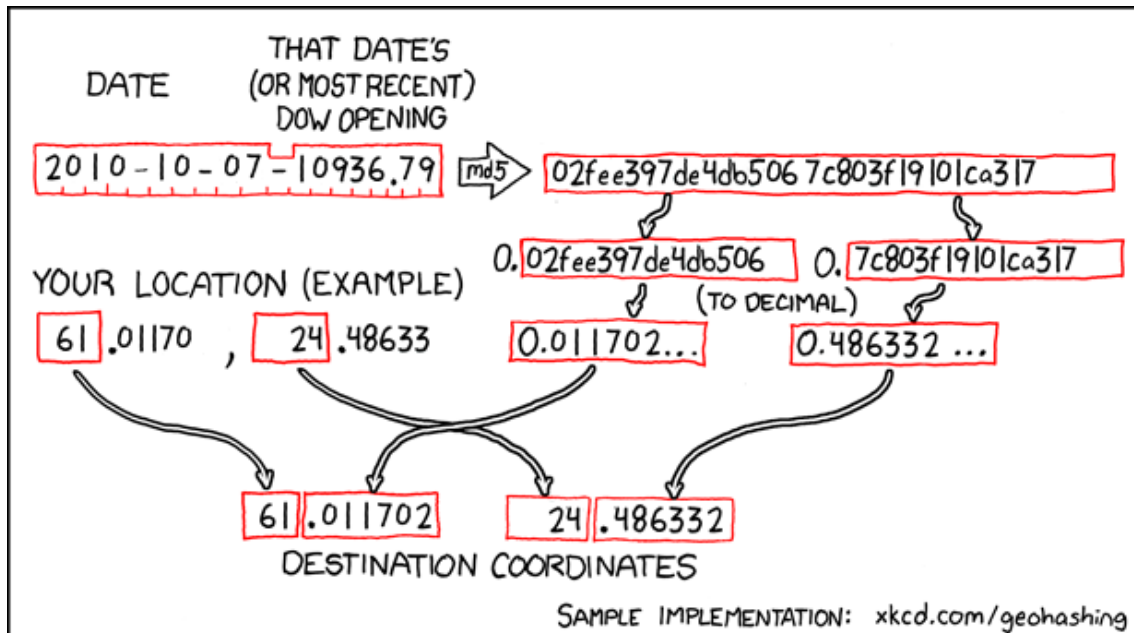 DATE
THAT DATE'S
(OR MOST RECENT)
DOW OPENING
2010-10-07-10936.79
md5
02fee397de4db5067c803f19101ca317
0.02fee397de4db506
0.7c803f19101ca317
YOUR LOCATION (EXAMPLE)
(TO DECIMAL)
61.01170, 24.48633
0.011702...
0.486332...
61.011702
24.486332
DESTINATION COORDINATES
SAMPLE IMPLEMENTATION: xkcd.com/geohashing